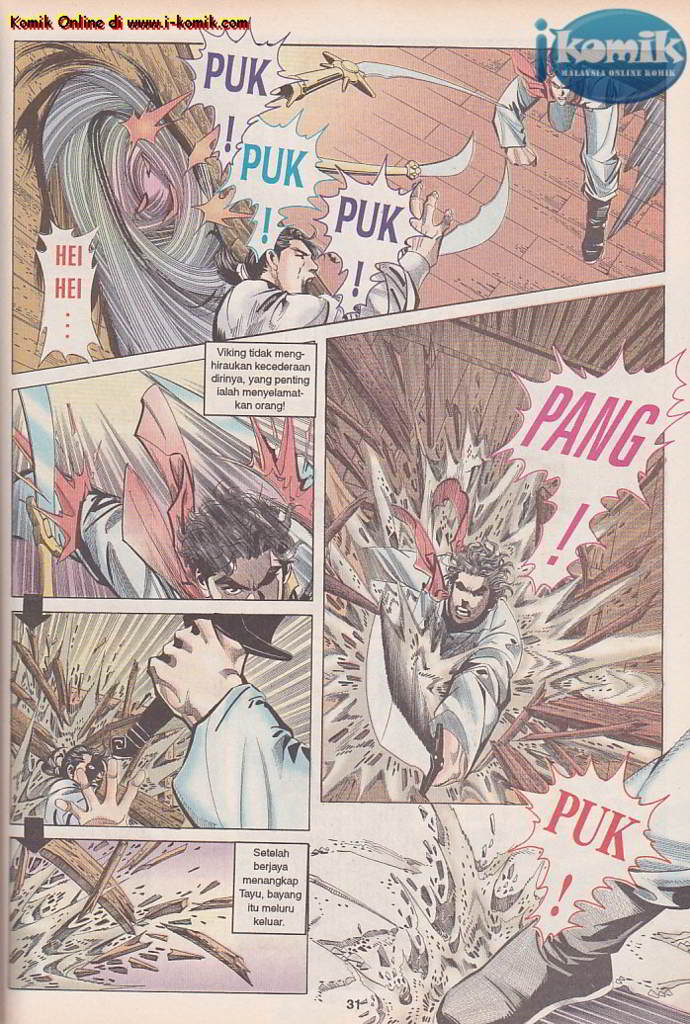 Komik Online di www.i-komik.com
ikomik
MALAYSIA ONLINE KOMIK
PUK
!
PUK
!
PUK
!
HEI
HEI
...
Viking tidak meng-
hiraukan kecederaan
dirinya, yang penting
ialah menyelamat-
kan orang!
PANG
!
Setelah
berjaya
menangkap
Tayu, bayang
itu meluru
keluar.
PUK
!
31